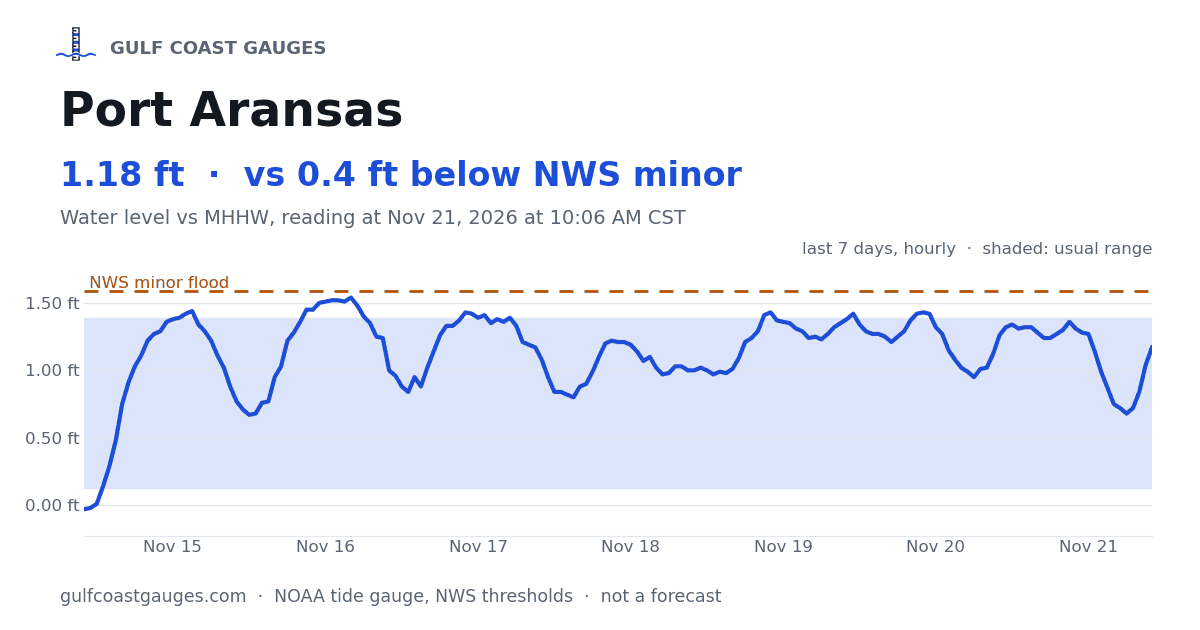 GULF COAST GAUGES
Port Aransas
1.18 ft · vs 0.4 ft below NWS minor
Water level vs MHHW, reading at Nov 21, 2026 at 10:06 AM CST
last 7 days, hourly · shaded: usual range
NWS minor flood
1.50 ft
1.00 ft
0.50 ft
0.00 ft
Nov 15 Nov 16 Nov 17 Nov 18 Nov 19 Nov 20 Nov 21
gulfcoastgauges.com · NOAA tide gauge, NWS thresholds · not a forecast